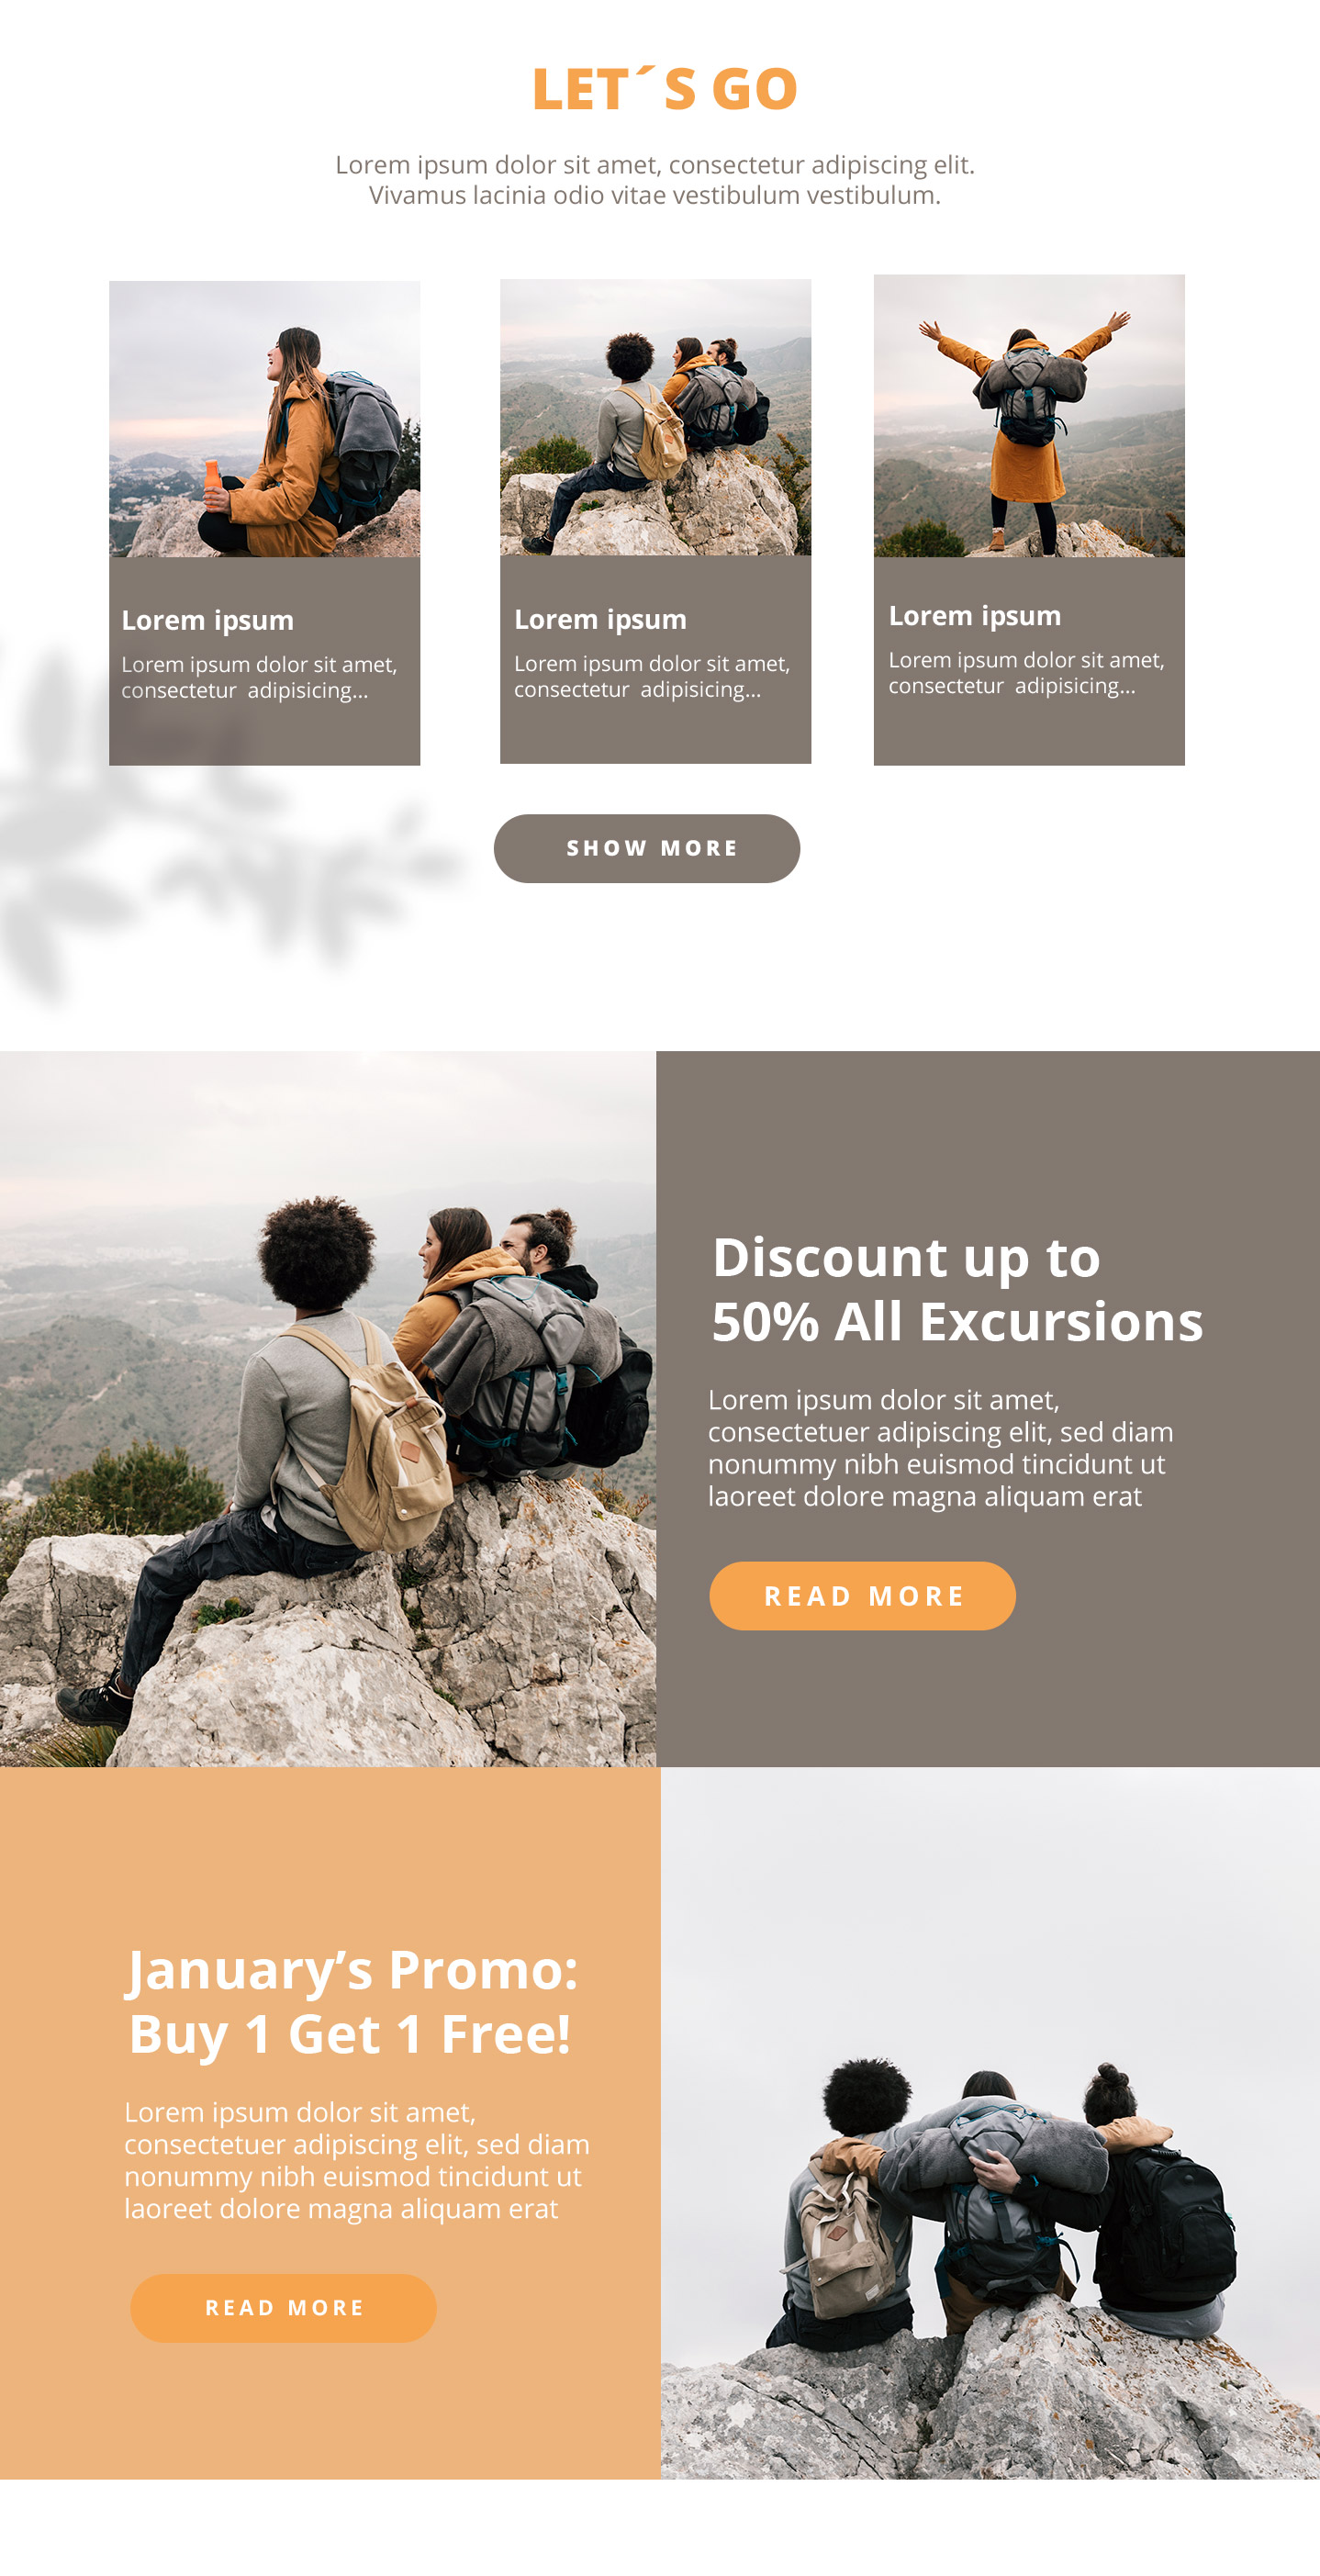 LET´S GO
Lorem ipsum dolor sit amet, consectetur adipiscing elit.
Vivamus lacinia odio vitae vestibulum vestibulum.
Lorem ipsum
Lorem ipsum dolor sit amet,
consectetur  adipisicing...
Lorem ipsum
Lorem ipsum dolor sit amet,
consectetur  adipisicing...
Lorem ipsum
Lorem ipsum dolor sit amet,
consectetur  adipisicing...
SHOW MORE
Discount up to
50% All Excursions
Lorem ipsum dolor sit amet,
consectetuer adipiscing elit, sed diam
nonummy nibh euismod tincidunt ut
laoreet dolore magna aliquam erat
READ MORE
January’s Promo:
Buy 1 Get 1 Free!
Lorem ipsum dolor sit amet,
consectetuer adipiscing elit, sed diam
nonummy nibh euismod tincidunt ut
laoreet dolore magna aliquam erat
READ MORE